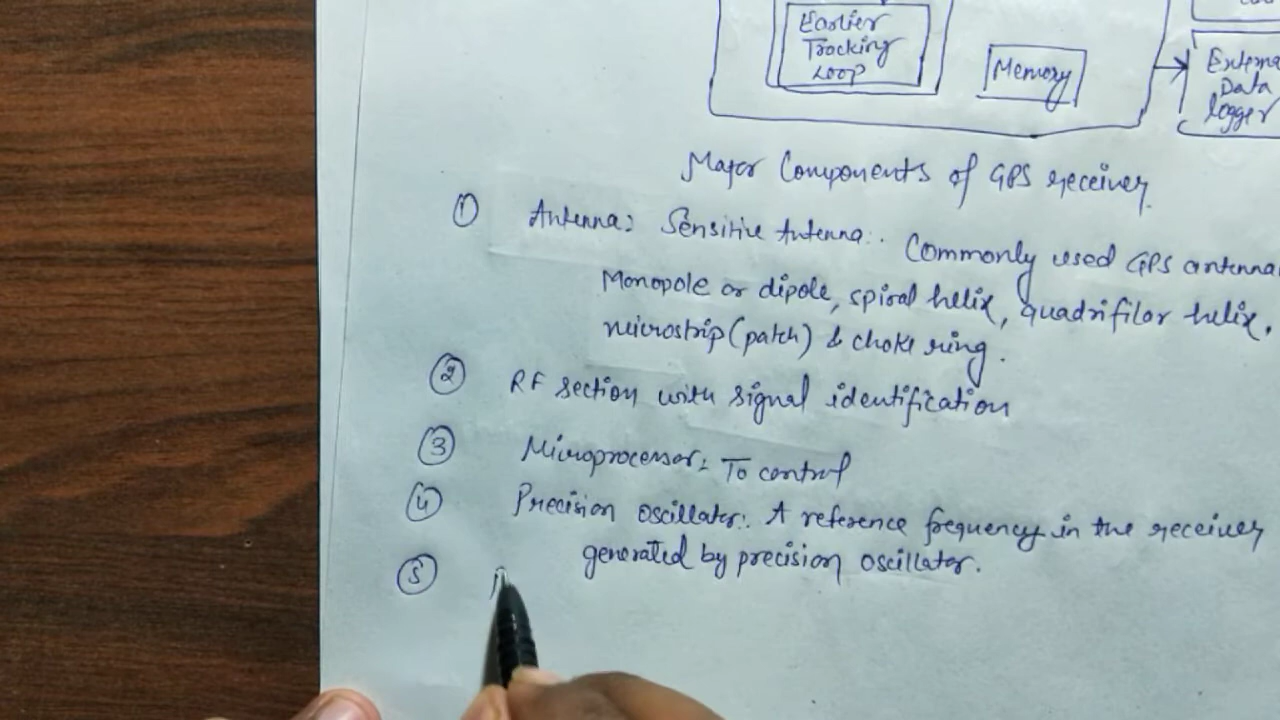 Earlier
Tracking
Loop
Memory
Externa
Data
logger
Major Components of GPS receiver.
① Antenna: Sensitive Antenna: Commonly used GPS antenna
Monopole or dipole, spiral helix, quadrifilar helix,
microstrip (patch) & choke ring.
② RF section with signal identification
③ Microprocessor: To control
④ Precision oscillator: A reference frequency in the receiver
generated by precision oscillator.
⑤